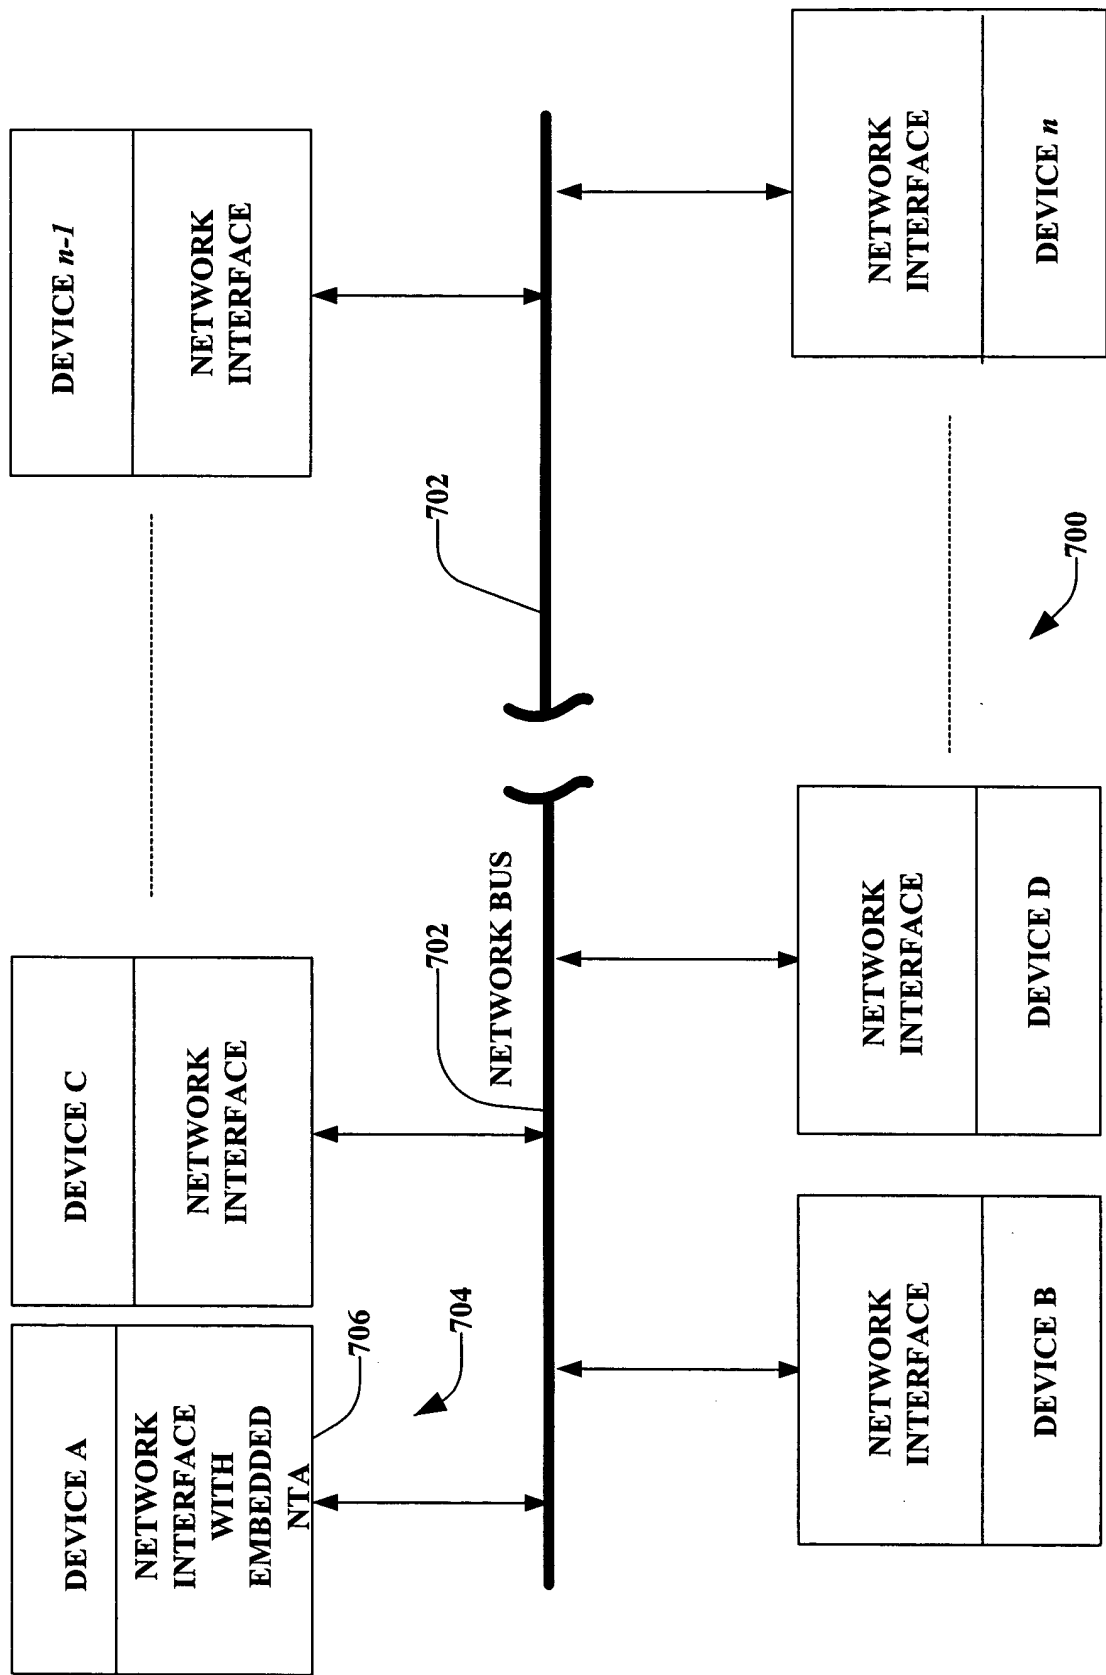 DEVICE A
NETWORK
INTERFACE
WITH
EMBEDDED
NTA
706
704
DEVICE C
NETWORK
INTERFACE
DEVICE n-1
NETWORK
INTERFACE
702
NETWORK BUS
702
NETWORK
INTERFACE
DEVICE B
NETWORK
INTERFACE
DEVICE D
700
NETWORK
INTERFACE
DEVICE n